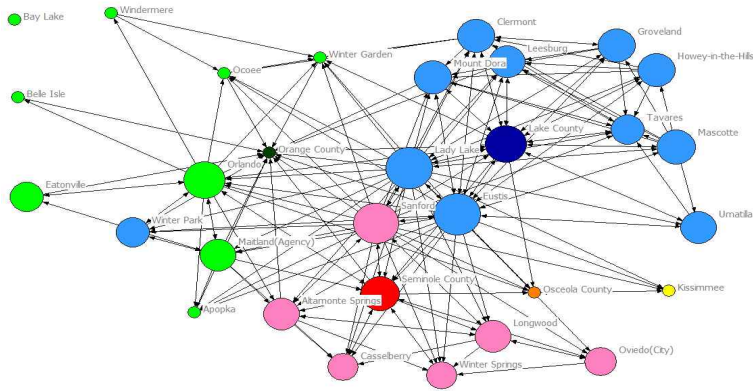 Bay Lake
Windermere
Clermont
Groveland
Leesburg
Winter Garden
Howey-in-the-Hills
Mount Dora
Ocoee
Belle Isle
Tavares
Lake County
Mascotte
Orange County
Lady Lake
Orlando
Eatonville
Eustis
Sanford
Umatilla
Winter Park
Maitland(Agency)
Seminole County
Osceola County
Kissimmee
Altamonte Springs
Apopka
Longwood
Casselberry
Oviedo(City)
Winter Springs